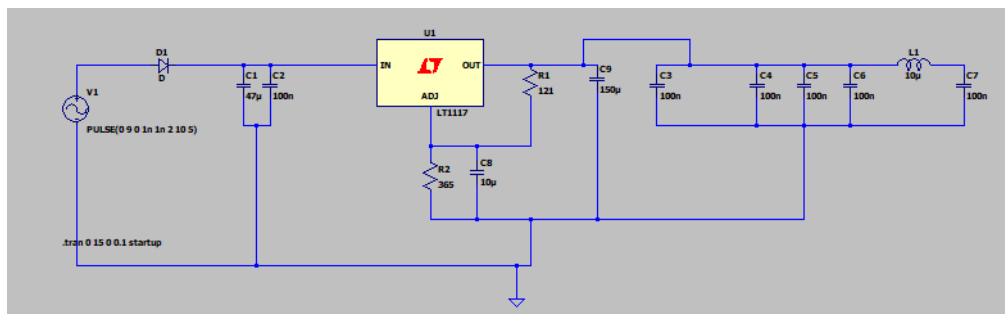 U1
D1
D
C1
47µ
C2
100n
IN
OUT
ADJ
LT1117
R1
121
C9
150µ
C3
100n
C4
100n
C5
100n
C6
100n
L1
10µ
C7
100n
V1
PULSE(0 9 0 1n 1n 2 10 5)
R2
365
C8
10µ
.tran 0 15 0 0.1 startup